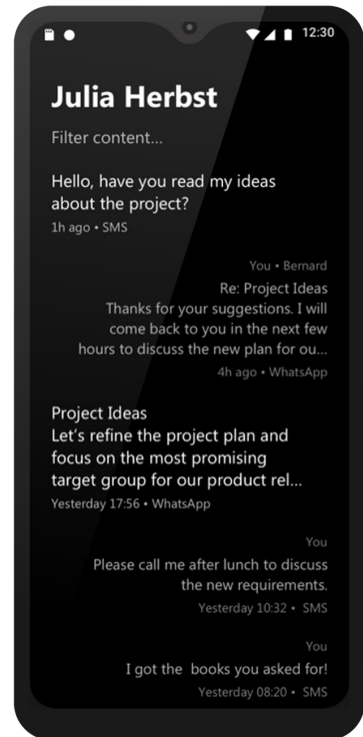 12:30
Julia Herbst
Filter content...
Hello, have you read my ideas
about the project?
1h ago • SMS
You • Bernard
Re: Project Ideas
Thanks for your suggestions. I will
come back to you in the next few
hours to discuss the new plan for ou...
4h ago • WhatsApp
Project Ideas
Let's refine the project plan and
focus on the most promising
target group for our product rel...
Yesterday 17:56 • WhatsApp
You
Please call me after lunch to discuss
the new requirements.
Yesterday 10:32 • SMS
You
I got the books you asked for!
Yesterday 08:20 • SMS